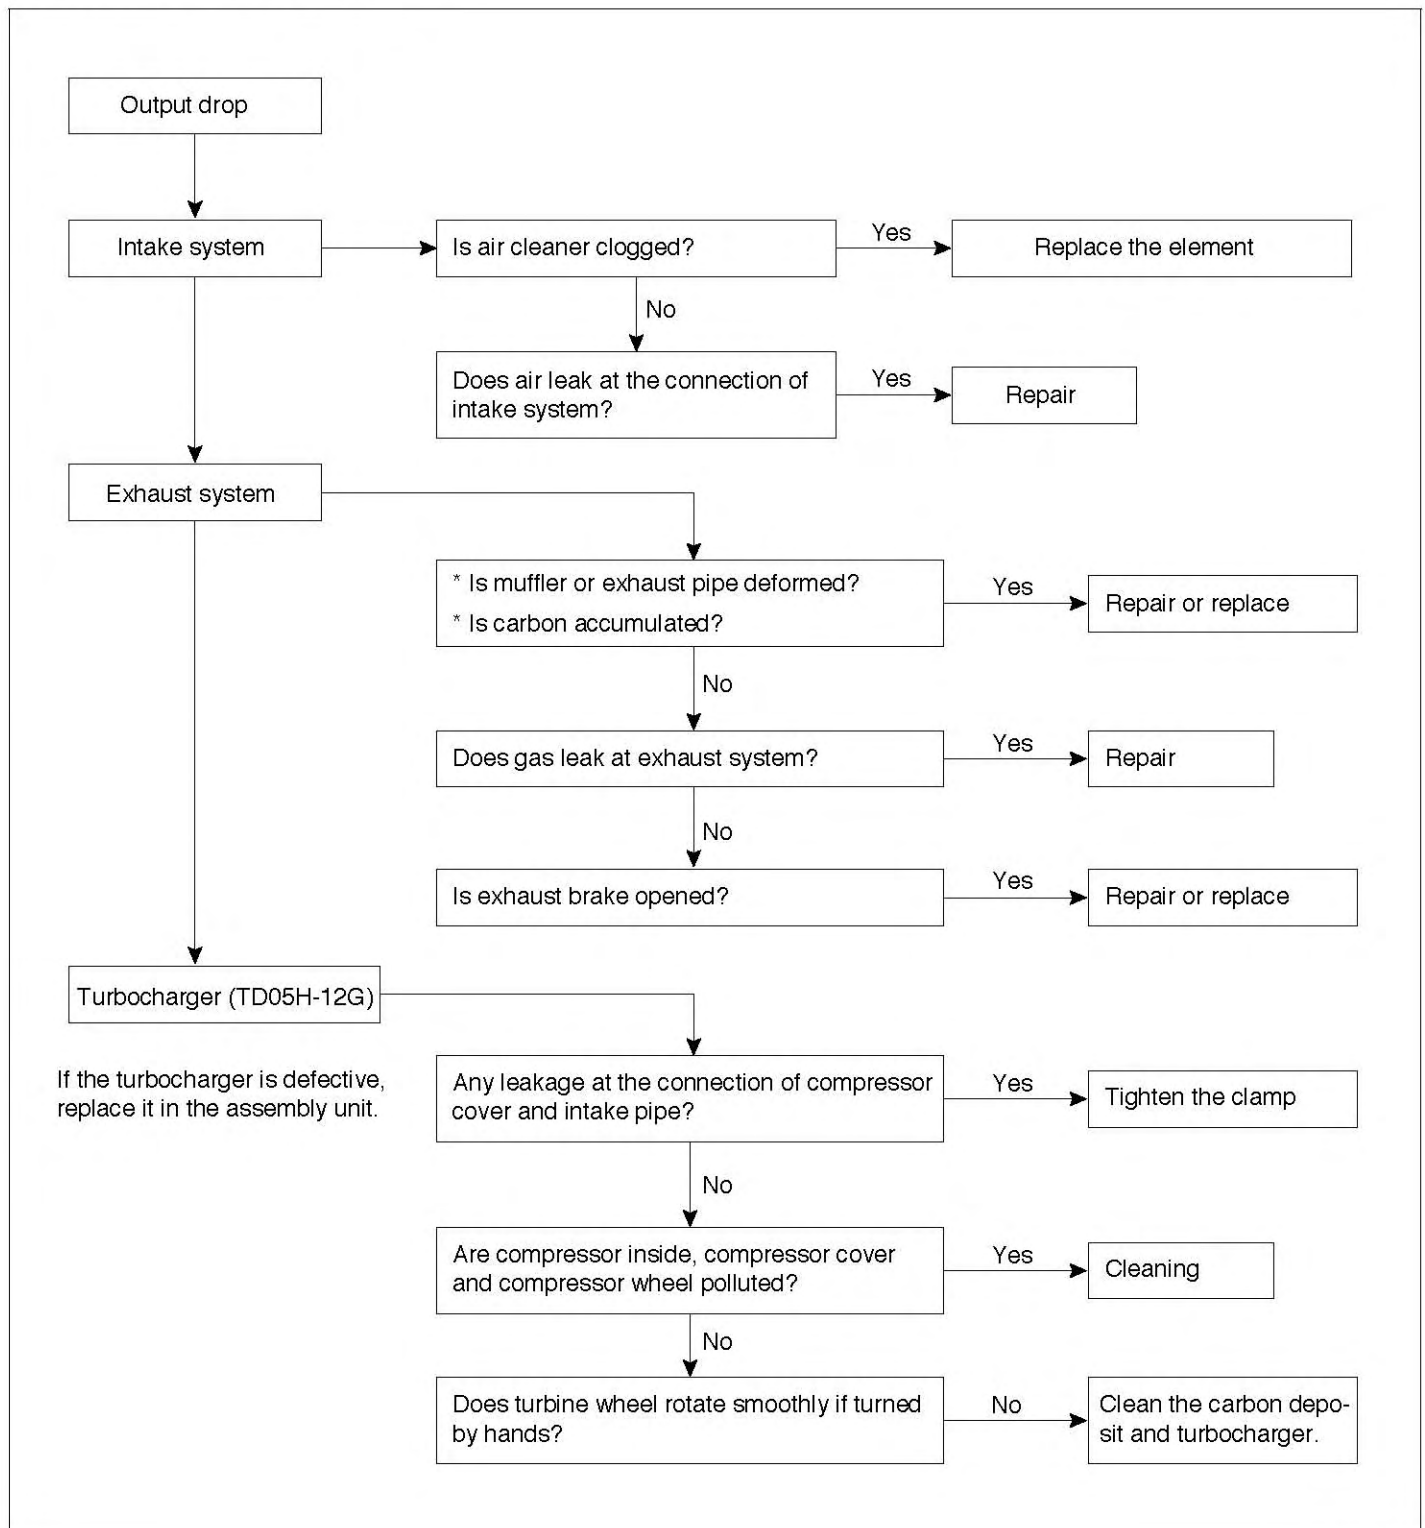 Output drop
Intake system
Is air cleaner clogged?
Yes
Replace the element
No
Does air leak at the connection of
intake system?
Yes
Repair
Exhaust system
* Is muffler or exhaust pipe deformed?
* Is carbon accumulated?
Yes
Repair or replace
No
Does gas leak at exhaust system?
Yes
Repair
No
Is exhaust brake opened?
Yes
Repair or replace
Turbocharger (TD05H-12G)
If the turbocharger is defective,
replace it in the assembly unit.
Any leakage at the connection of compressor
cover and intake pipe?
Yes
Tighten the clamp
No
Are compressor inside, compressor cover
and compressor wheel polluted?
Yes
Cleaning
No
Does turbine wheel rotate smoothly if turned
by hands?
No
Clean the carbon depo-
sit and turbocharger.